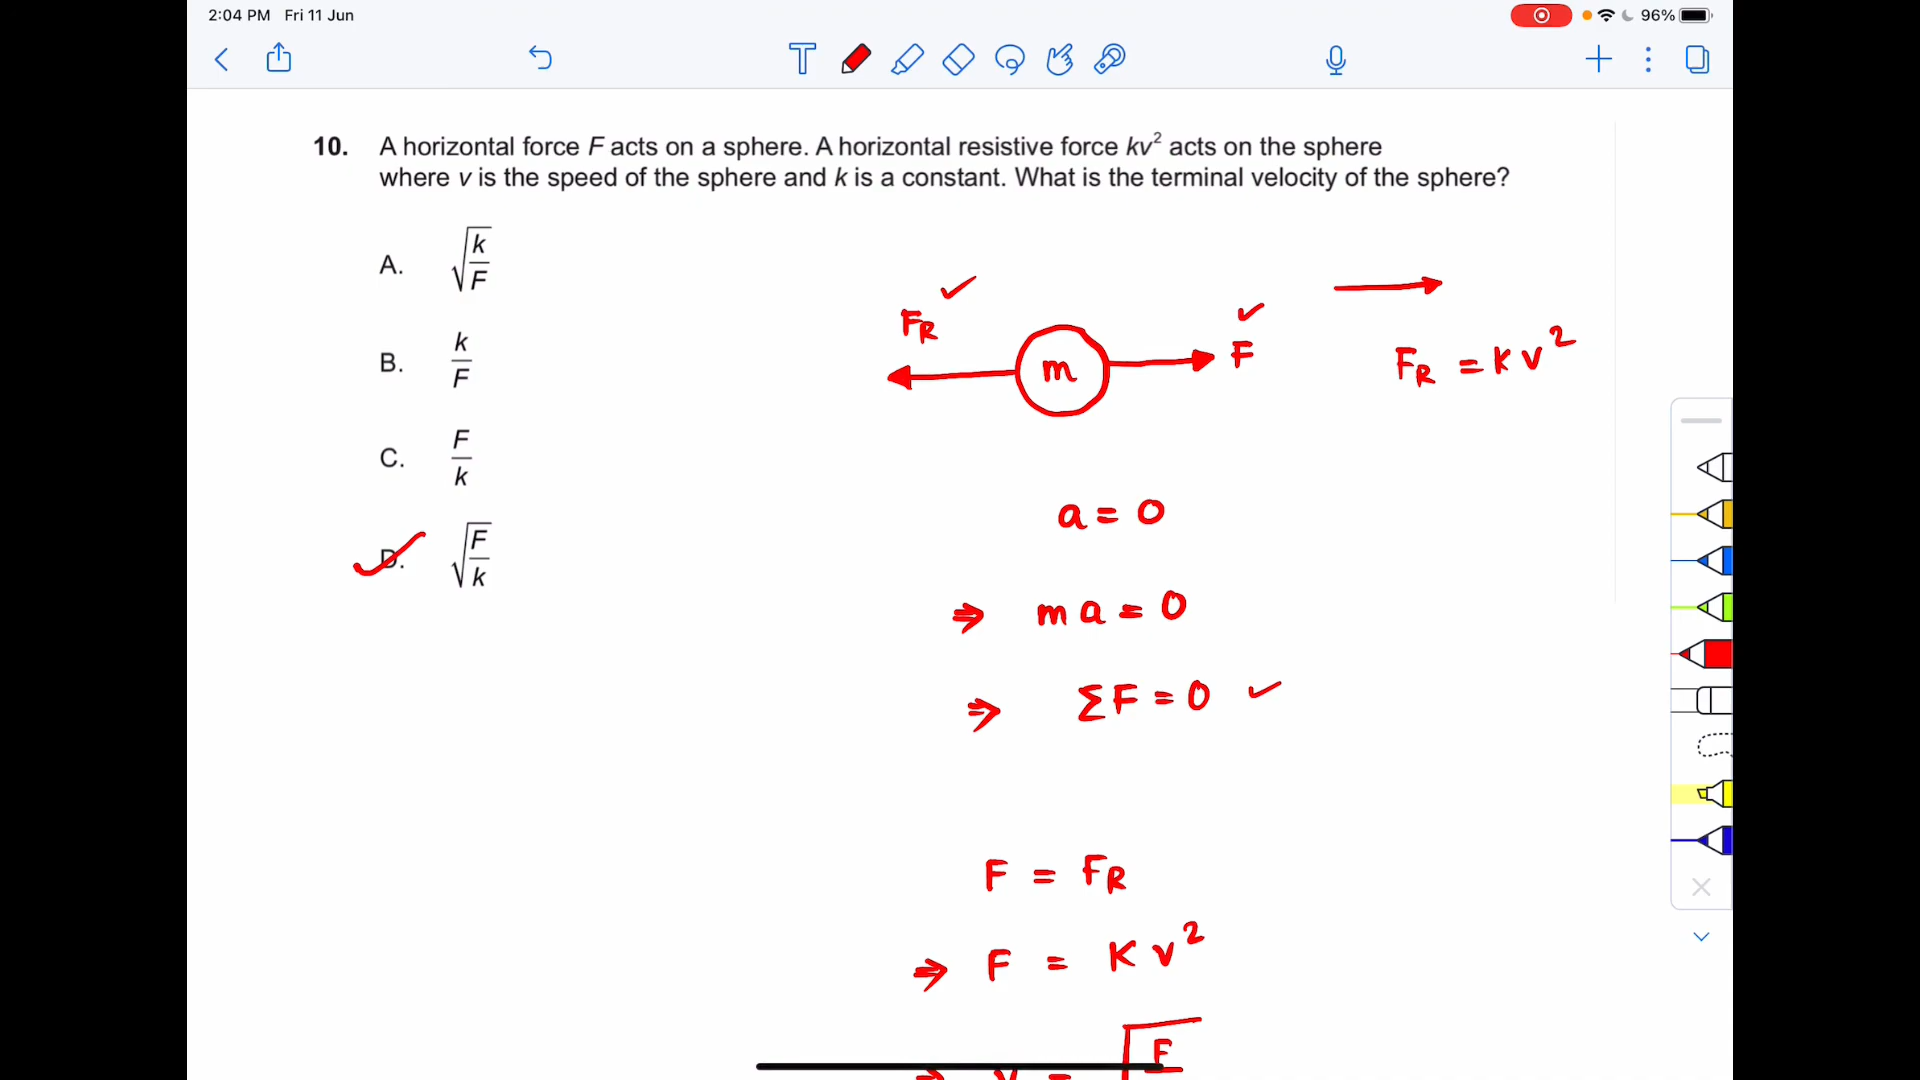 2:04 PM Fri 11 Jun
96%
10. A horizontal force F acts on a sphere. A horizontal resistive force kv² acts on the sphere
where v is the speed of the sphere and k is a constant. What is the terminal velocity of the sphere?
A. √(k/F)
B. k/F
C. F/k
D. √(F/k)
FR
m
F
FR = Kv²
a = 0
⇒ ma = 0
⇒ ΣF = 0
F = FR
⇒ F = Kv²
⇒ v = √F